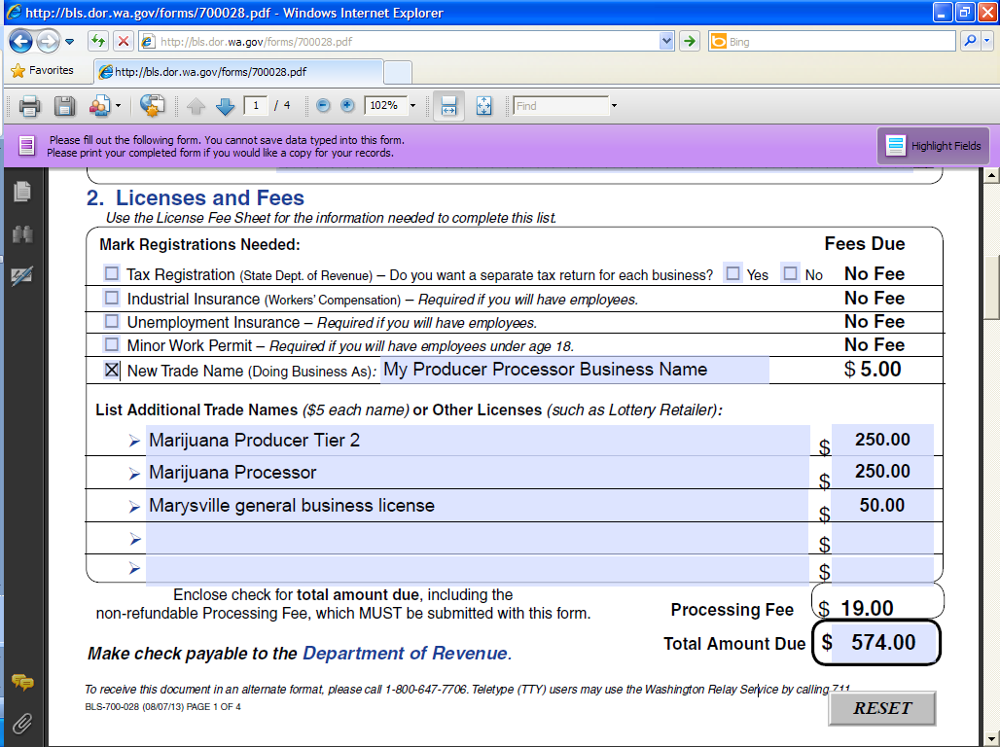 http://bls.dor.wa.gov/forms/700028.pdf - Windows Internet Explorer
http://bls.dor.wa.gov/forms/700028.pdf
Bing
Favorites
http://bls.dor.wa.gov/forms/700028.pdf
1 / 4
102%
Find
Please fill out the following form. You cannot save data typed into this form.
Please print your completed form if you would like a copy for your records.
Highlight Fields
2. Licenses and Fees
Use the License Fee Sheet for the information needed to complete this list.
Mark Registrations Needed: Fees Due
Tax Registration (State Dept. of Revenue) – Do you want a separate tax return for each business? Yes No No Fee
Industrial Insurance (Workers' Compensation) – Required if you will have employees. No Fee
Unemployment Insurance – Required if you will have employees. No Fee
Minor Work Permit – Required if you will have employees under age 18. No Fee
New Trade Name (Doing Business As): My Producer Processor Business Name $ 5.00
List Additional Trade Names ($5 each name) or Other Licenses (such as Lottery Retailer):
Marijuana Producer Tier 2 $ 250.00
Marijuana Processor $ 250.00
Marysville general business license $ 50.00
$
$
Enclose check for total amount due, including the
non-refundable Processing Fee, which MUST be submitted with this form.
Processing Fee $ 19.00
Total Amount Due $ 574.00
Make check payable to the Department of Revenue.
To receive this document in an alternate format, please call 1-800-647-7706. Teletype (TTY) users may use the Washington Relay Service by calling 711
BLS-700-028 (08/07/13) PAGE 1 OF 4
RESET